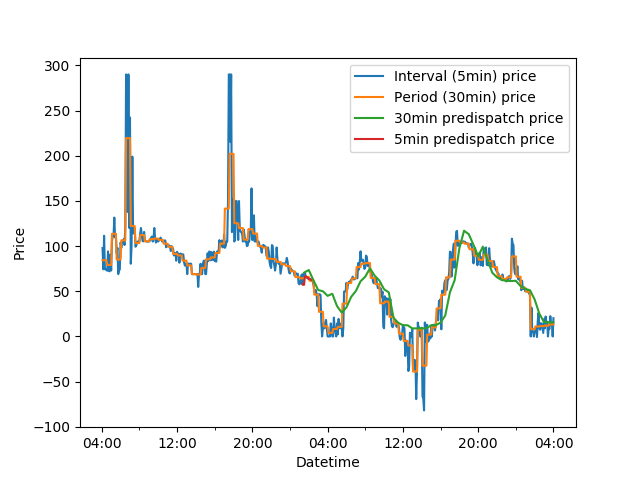 300
250
200
150
100
50
0
−50
−100
Price
Interval (5min) price
Period (30min) price
30min predispatch price
5min predispatch price
04:00 12:00 20:00 04:00 12:00 20:00 04:00
Datetime